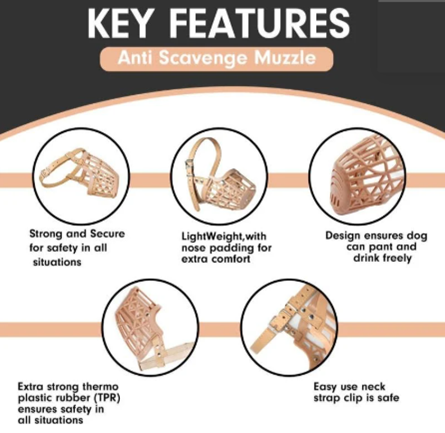 KEY FEATURES
Anti Scavenge Muzzle
Strong and Secure
for safety in all
situations
LightWeight,with
nose padding for
extra comfort
Design ensures dog
can pant and
drink freely
Extra strong thermo
plastic rubber (TPR)
ensures safety in
all situations
Easy use neck
strap clip is safe